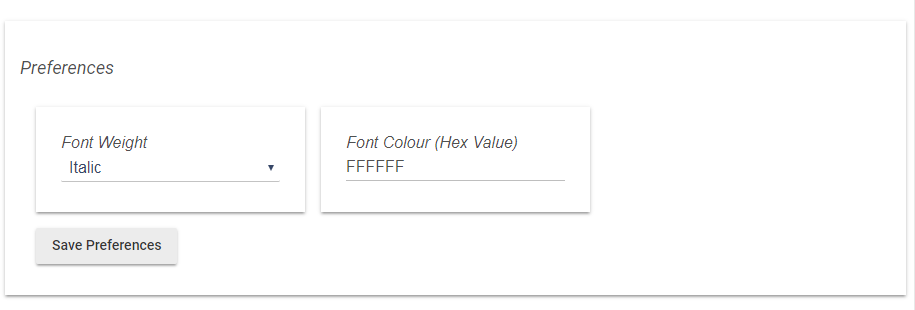 Preferences
Font Weight
Font Colour (Hex Value)
Italic
FFFFFF
Save Preferences